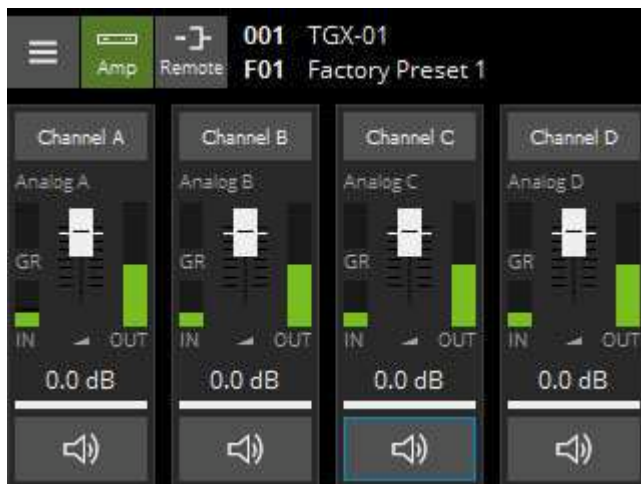 001 TGX-01
Amp Remote F01 Factory Preset 1
Channel A Channel B Channel C Channel D
Analog A Analog B Analog C Analog D
GR GR GR GR
IN OUT IN OUT IN OUT IN OUT
0.0 dB 0.0 dB 0.0 dB 0.0 dB